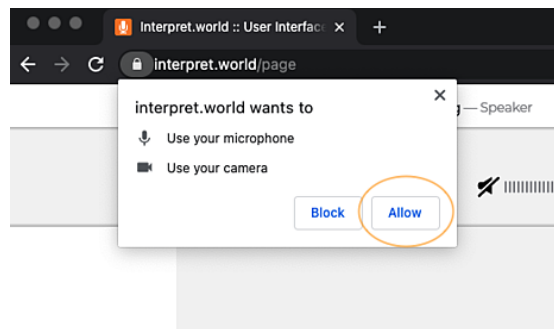 Interpret.world :: User Interfac
interpret.world/page
interpret.world wants to
— Speaker
Use your microphone
Use your camera
Block
Allow